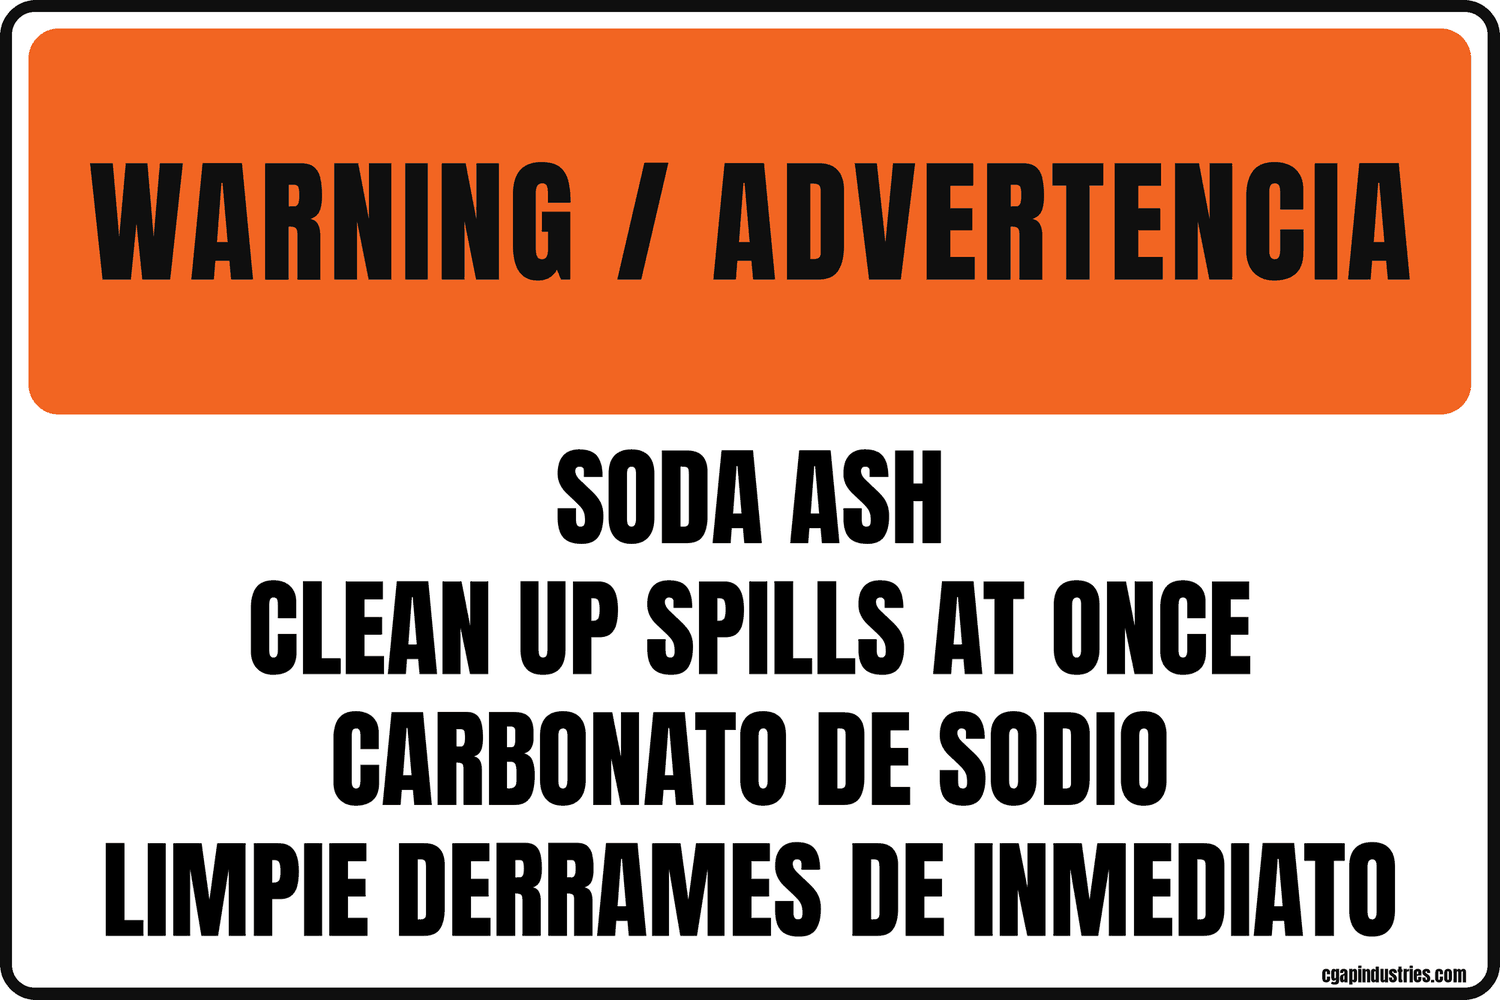 WARNING / ADVERTENCIA
SODA ASH
CLEAN UP SPILLS AT ONCE
CARBONATO DE SODIO
LIMPIE DERRAMES DE INMEDIATO
cgapindustries.com